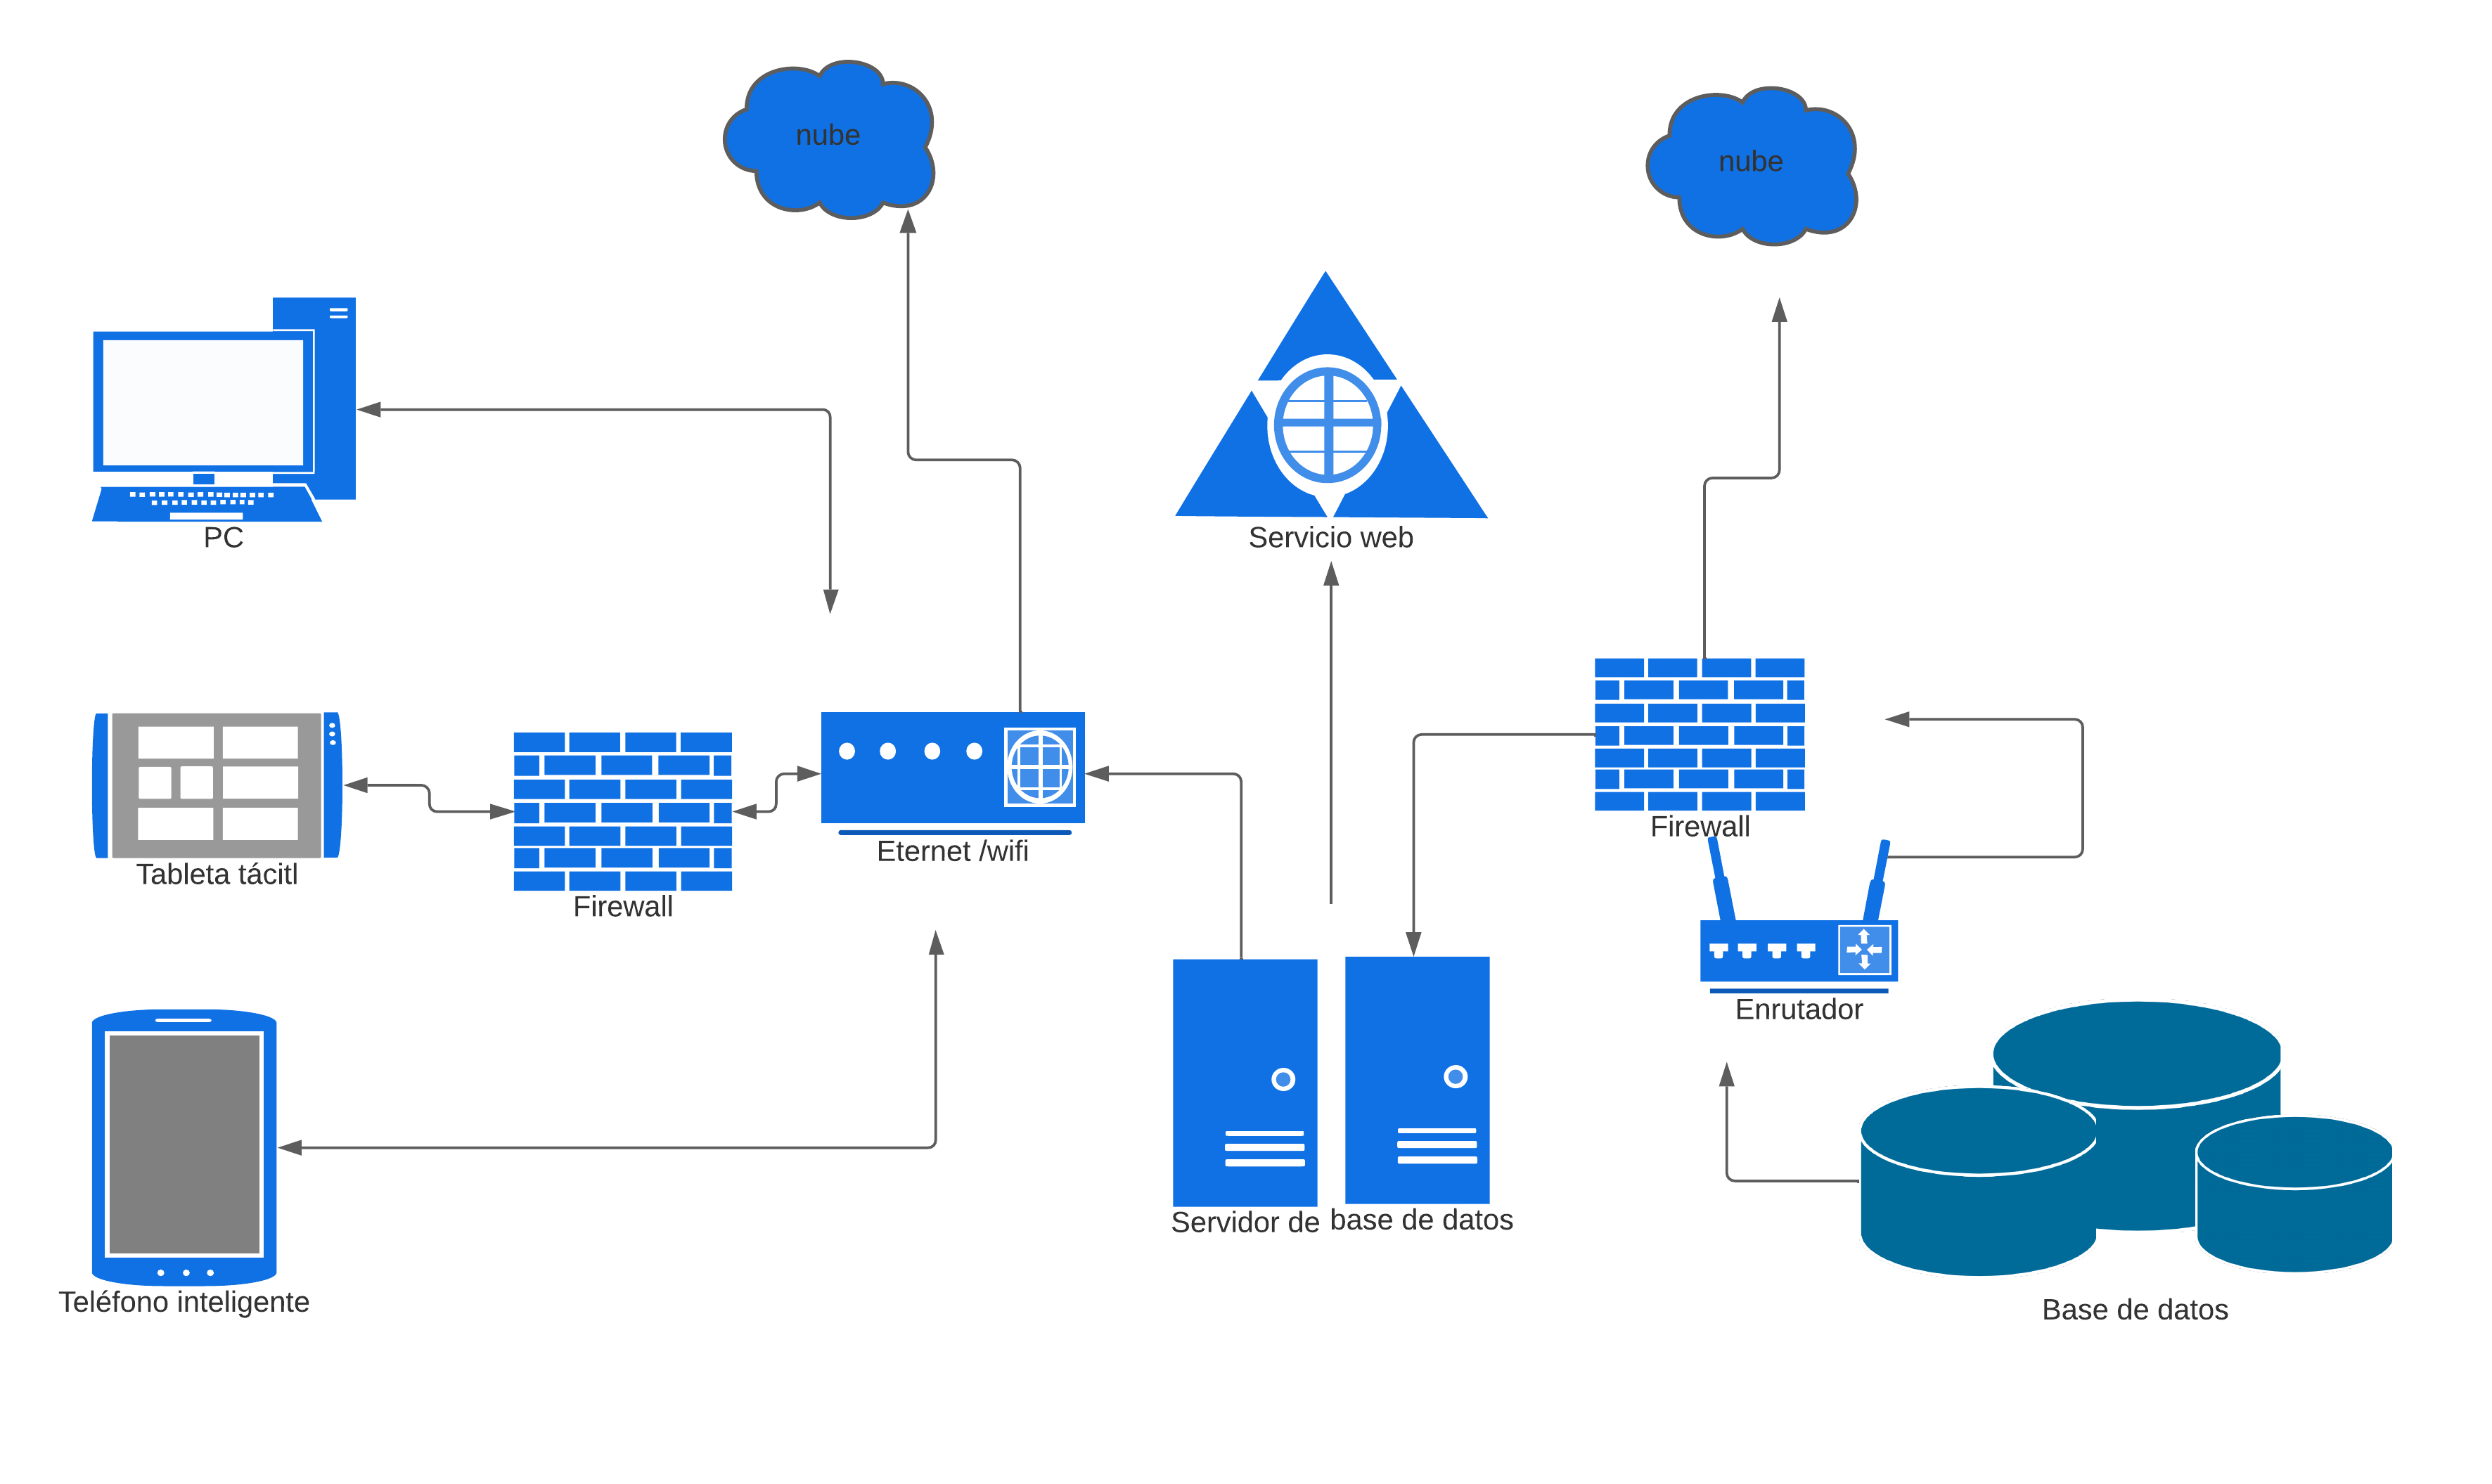 nube
nube
PC
Servicio web
Tableta tácitl
Firewall
Eternet /wifi
Firewall
Enrutador
Teléfono inteligente
Servidor de
base de datos
Base de datos